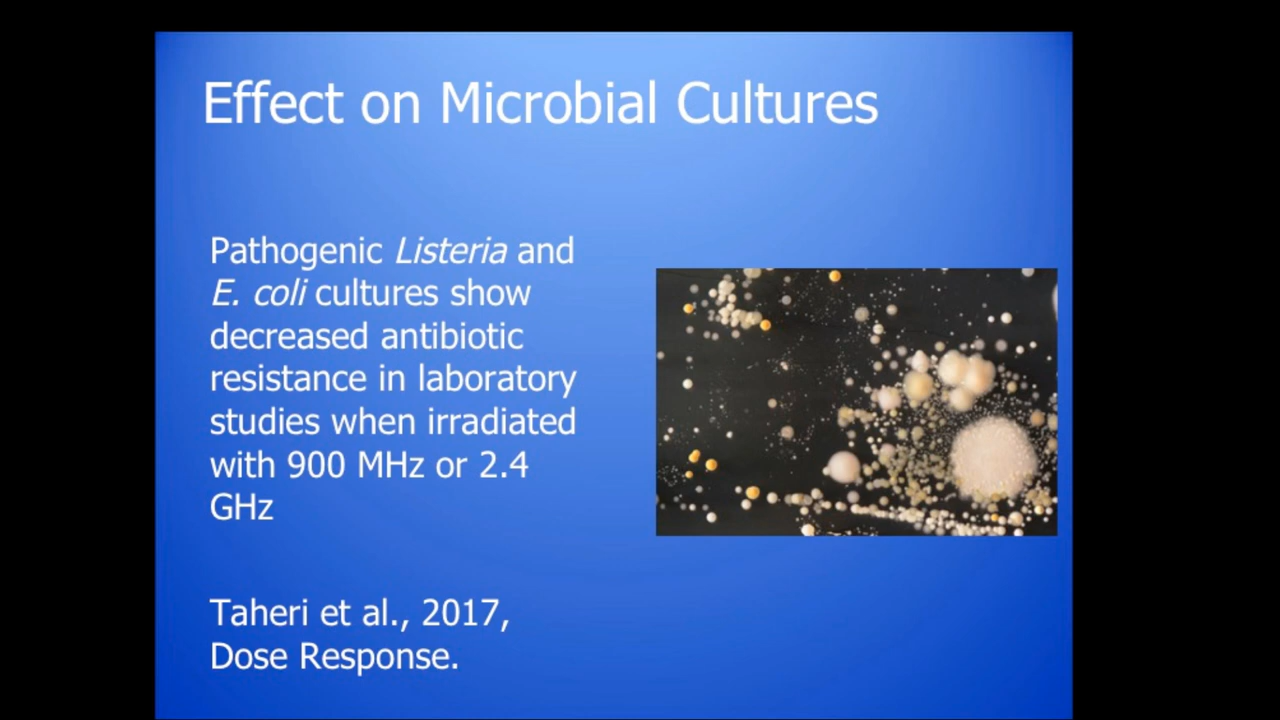 Effect on Microbial Cultures
Pathogenic Listeria and
E. coli cultures show
decreased antibiotic
resistance in laboratory
studies when irradiated
with 900 MHz or 2.4
GHz
Taheri et al., 2017,
Dose Response.